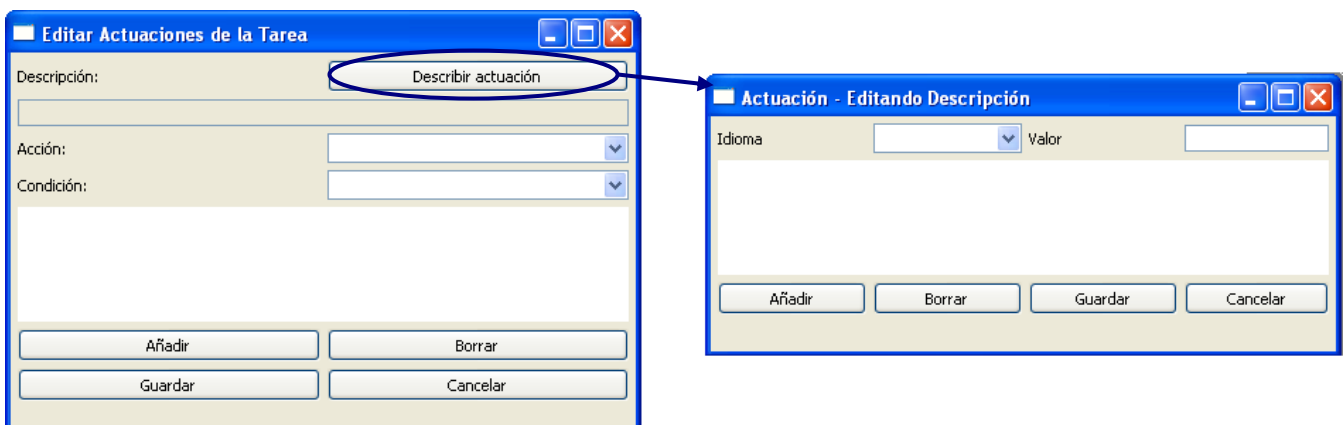 Editar Actuaciones de la Tarea
Descripción:
Describir actuación
Acción:
Condición:
Añadir
Borrar
Guardar
Cancelar
Actuación - Editando Descripción
Idioma
Valor
Añadir
Borrar
Guardar
Cancelar